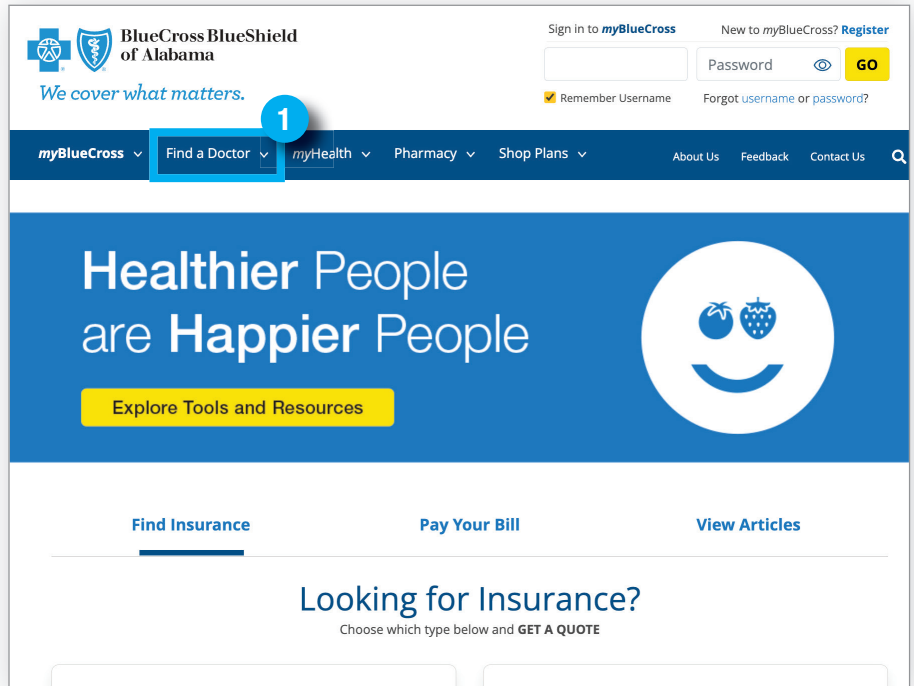 BlueCross BlueShield
of Alabama
We cover what matters.
Sign in to myBlueCross
New to myBlueCross? Register
Password
GO
Remember Username
Forgot username or password?
1
myBlueCross
Find a Doctor
myHealth
Pharmacy
Shop Plans
About Us
Feedback
Contact Us
Healthier People
are Happier People
Explore Tools and Resources
Find Insurance
Pay Your Bill
View Articles
Looking for Insurance?
Choose which type below and GET A QUOTE